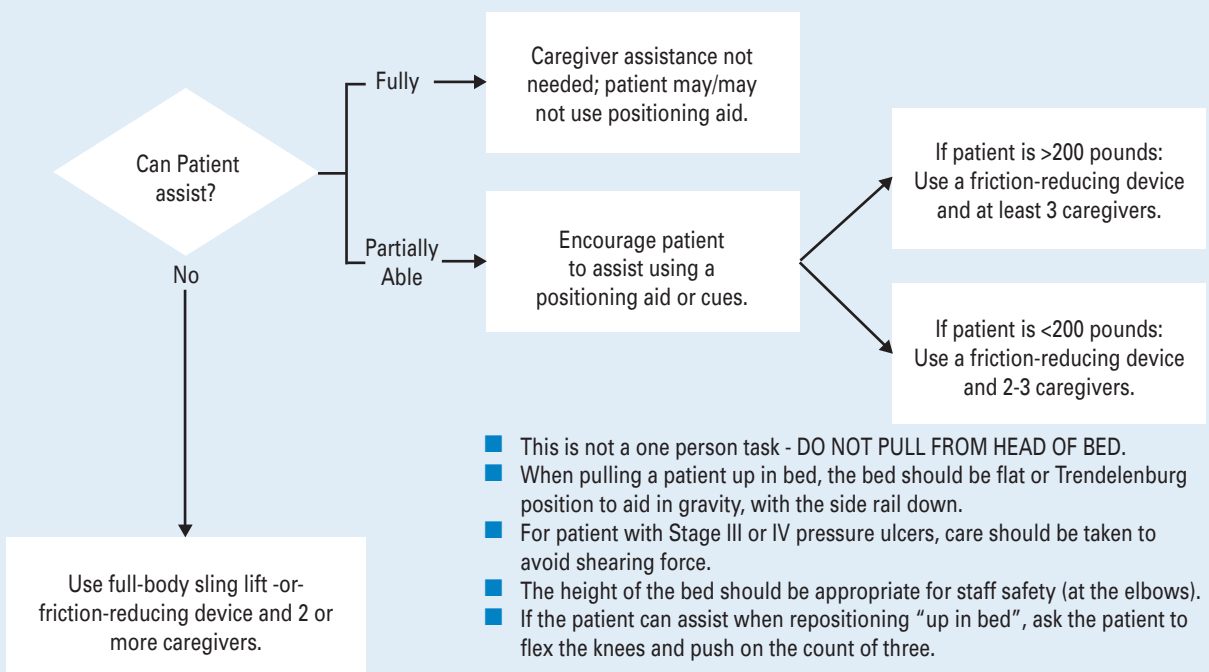 Can Patient
assist?
Fully
Caregiver assistance not
needed; patient may/may
not use positioning aid.
Partially
Able
Encourage patient
to assist using a
positioning aid or cues.
If patient is >200 pounds:
Use a friction-reducing device
and at least 3 caregivers.
If patient is <200 pounds:
Use a friction-reducing device
and 2-3 caregivers.
No
Use full-body sling lift -or-
friction-reducing device and 2 or
more caregivers.
This is not a one person task - DO NOT PULL FROM HEAD OF BED.
When pulling a patient up in bed, the bed should be flat or Trendelenburg
position to aid in gravity, with the side rail down.
For patient with Stage III or IV pressure ulcers, care should be taken to
avoid shearing force.
The height of the bed should be appropriate for staff safety (at the elbows).
If the patient can assist when repositioning “up in bed”, ask the patient to
flex the knees and push on the count of three.